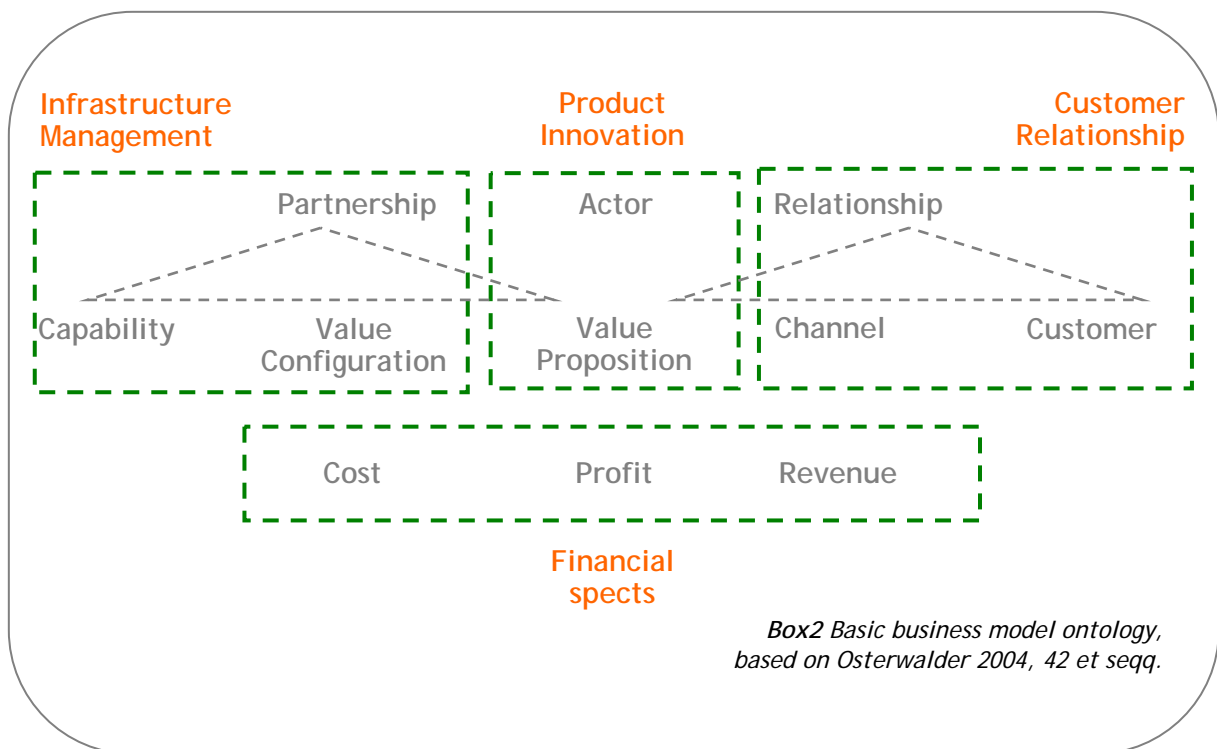 Infrastructure
Management
Product
Innovation
Customer
Relationship
Partnership
Actor
Relationship
Capability
Value
Configuration
Value
Proposition
Channel
Customer
Cost
Profit
Revenue
Financial
spects
Box2 Basic business model ontology,
based on Osterwalder 2004, 42 et seqq.